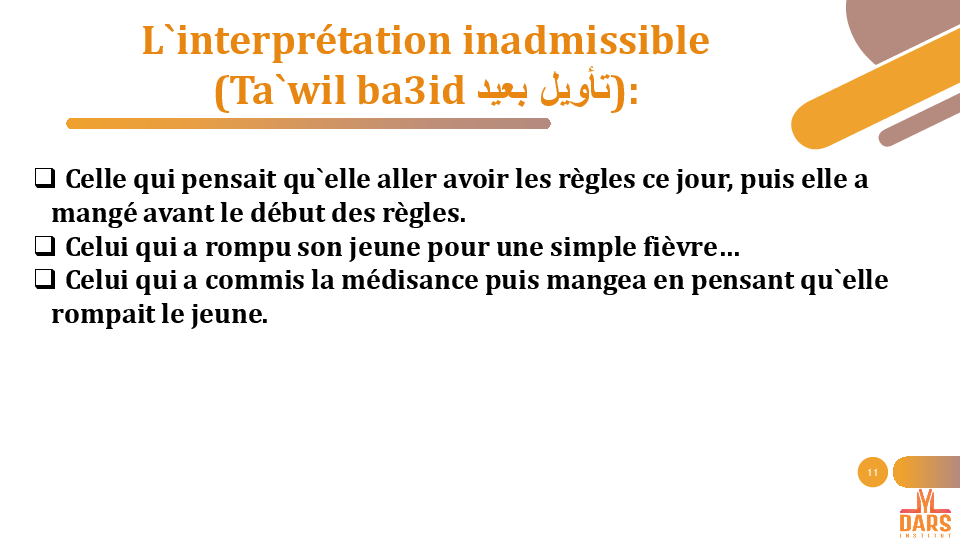 L`interprétation inadmissible
(Ta`wil ba3id تأويل بعيد):
❑ Celle qui pensait qu`elle aller avoir les règles ce jour, puis elle a
mangé avant le début des règles.
❑ Celui qui a rompu son jeune pour une simple fièvre…
❑ Celui qui a commis la médisance puis mangea en pensant qu`elle
rompait le jeune.
11
DARS
INSTITUT